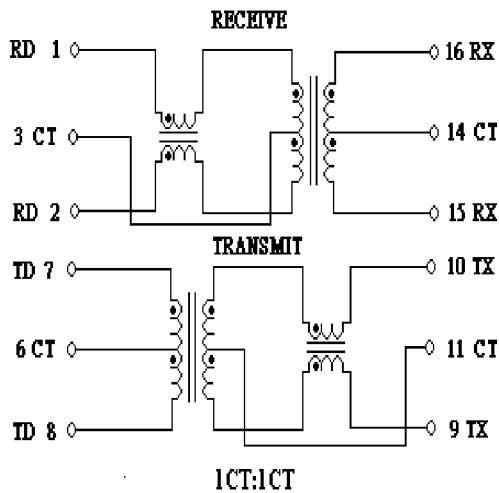 RECEIVE
RD 1
16 RX
3 CT
14 CT
RD 2
15 RX
TRANSMIT
TD 7
10 TX
6 CT
11 CT
TD 8
9 TX
1CT:1CT